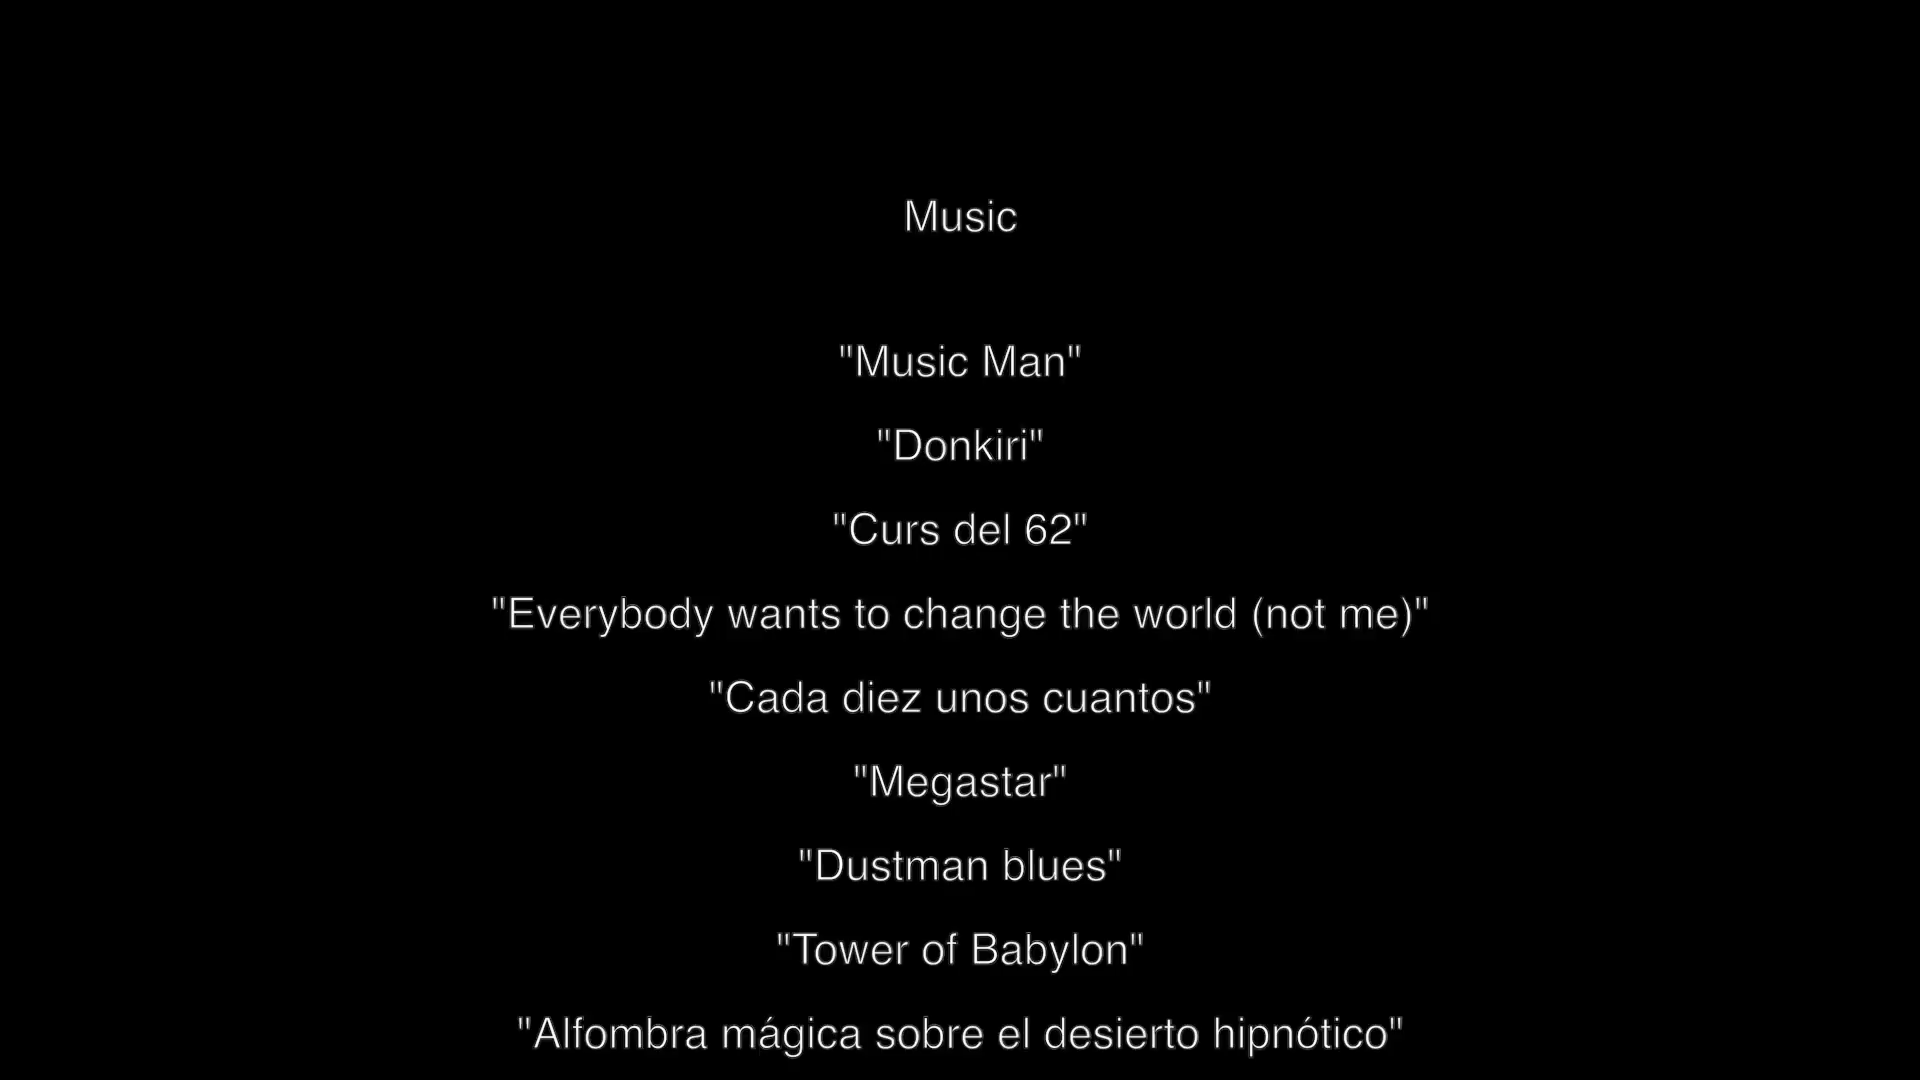 Music
"Music Man"
"Donkiri"
"Curs del 62"
"Everybody wants to change the world (not me)"
"Cada diez unos cuantos"
"Megastar"
"Dustman blues"
"Tower of Babylon"
"Alfombra mágica sobre el desierto hipnótico"